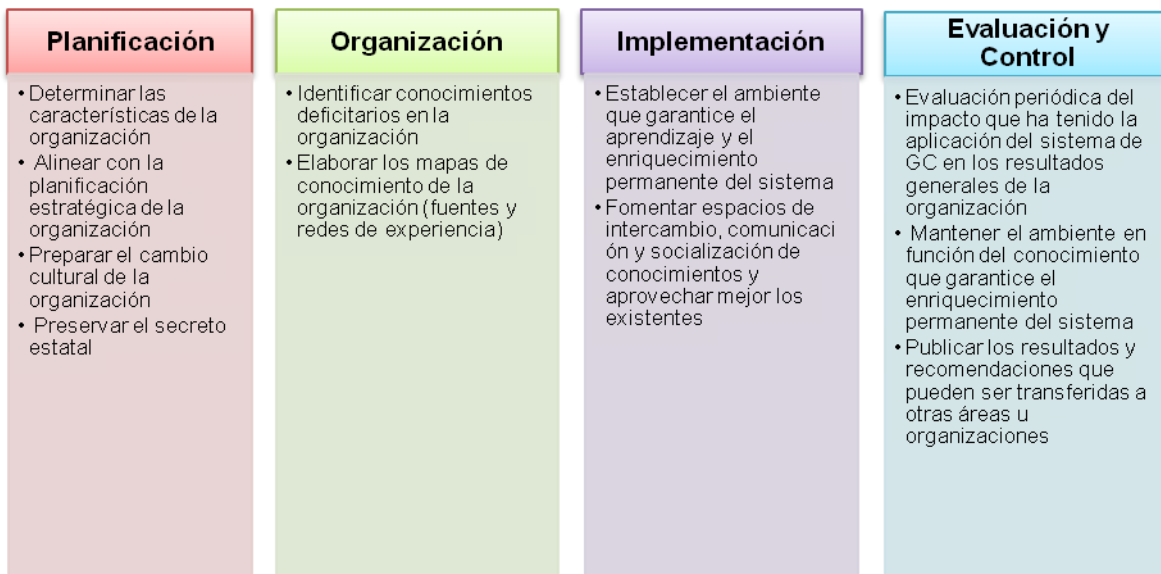 Planificación
• Determinar las
características de la
organización
• Alinear con la
planificación
estratégica de la
organización
• Preparar el cambio
cultural de la
organización
• Preservar el secreto
estatal
Organización
• Identificar conocimientos
deficitarios en la
organización
• Elaborar los mapas de
conocimiento de la
organización (fuentes y
redes de experiencia)
Implementación
• Establecer el ambiente
que garantice el
aprendizaje y el
enriquecimiento
permanente del sistema
• Fomentar espacios de
intercambio, comunicaci
ón y socialización de
conocimientos y
aprovechar mejor los
existentes
Evaluación y
Control
• Evaluación periódica del
impacto que ha tenido la
aplicación del sistema de
GC en los resultados
generales de la
organización
• Mantener el ambiente en
función del conocimiento
que garantice el
enriquecimiento
permanente del sistema
• Publicar los resultados y
recomendaciones que
pueden ser transferidas a
otras áreas u
organizaciones